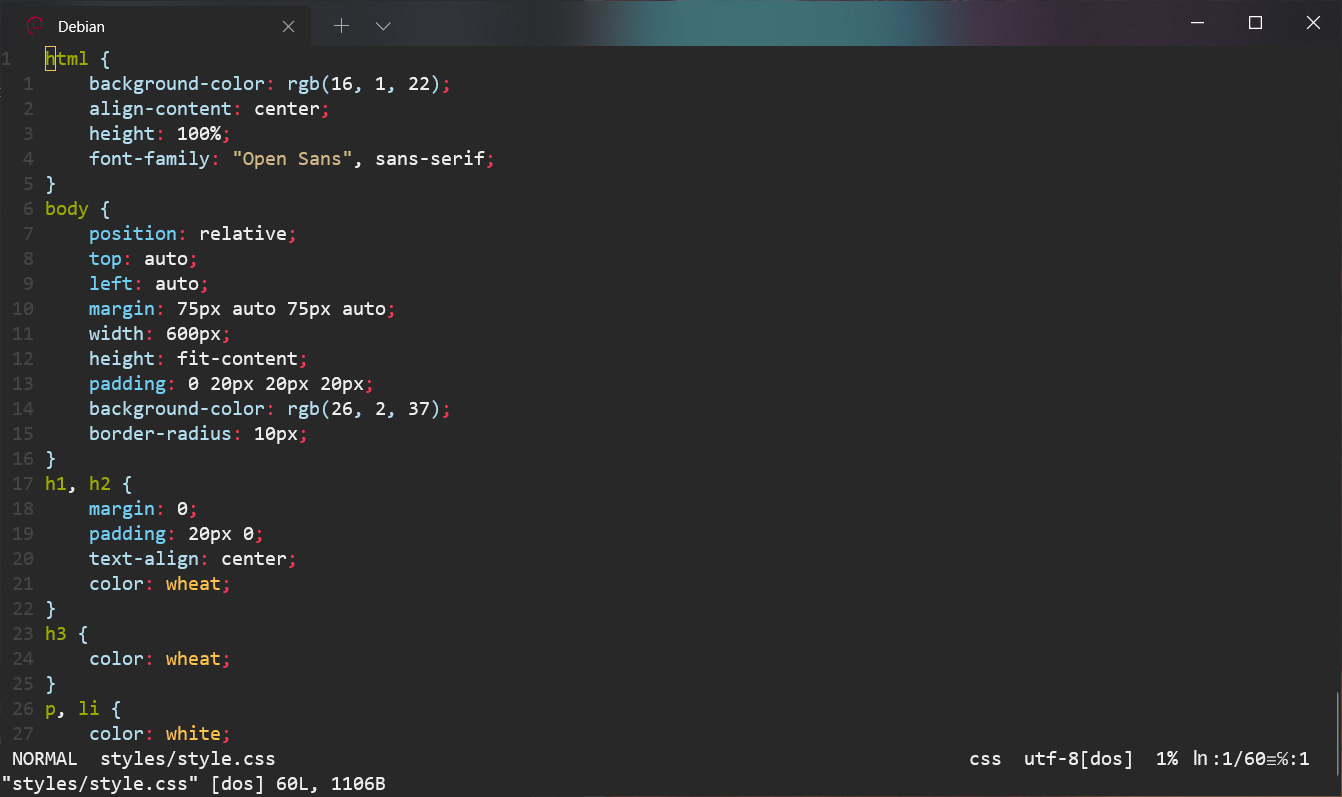 Debian
1 html {
1 background-color: rgb(16, 1, 22);
2 align-content: center;
3 height: 100%;
4 font-family: "Open Sans", sans-serif;
5 }
6 body {
7 position: relative;
8 top: auto;
9 left: auto;
10 margin: 75px auto 75px auto;
11 width: 600px;
12 height: fit-content;
13 padding: 0 20px 20px 20px;
14 background-color: rgb(26, 2, 37);
15 border-radius: 10px;
16 }
17 h1, h2 {
18 margin: 0;
19 padding: 20px 0;
20 text-align: center;
21 color: wheat;
22 }
23 h3 {
24 color: wheat;
25 }
26 p, li {
27 color: white;
NORMAL styles/style.css css utf-8[dos] 1% ㏑:1/60≡℅:1
"styles/style.css" [dos] 60L, 1106B